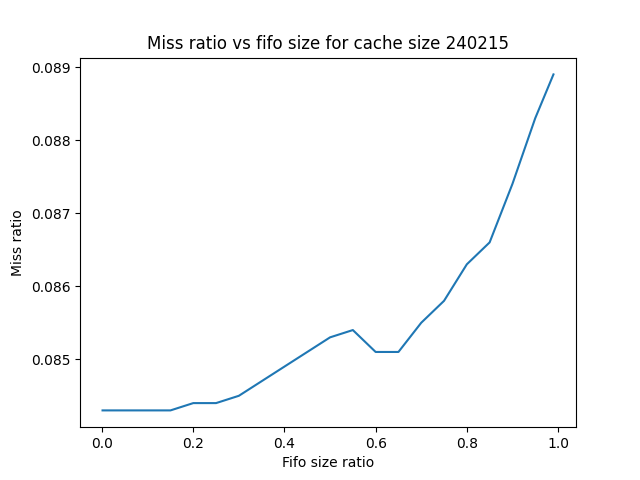 Miss ratio vs fifo size for cache size 240215
0.089
0.088
0.087
0.086
0.085
Miss ratio
0.0 0.2 0.4 0.6 0.8 1.0
Fifo size ratio